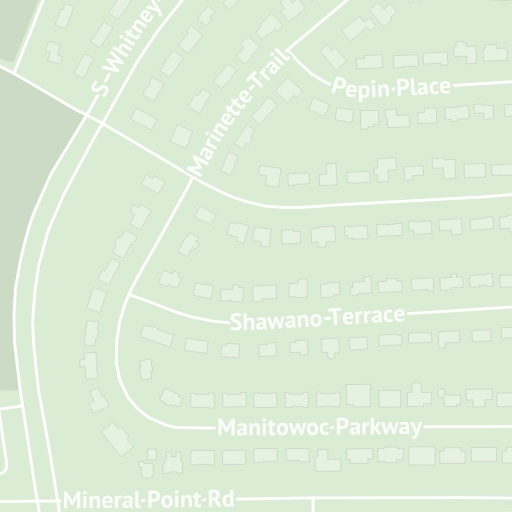 S-Whitney
Marinette-Trail
Pepin-Place
Shawano-Terrace
Manitowoc-Parkway
Mineral-Point-Rd